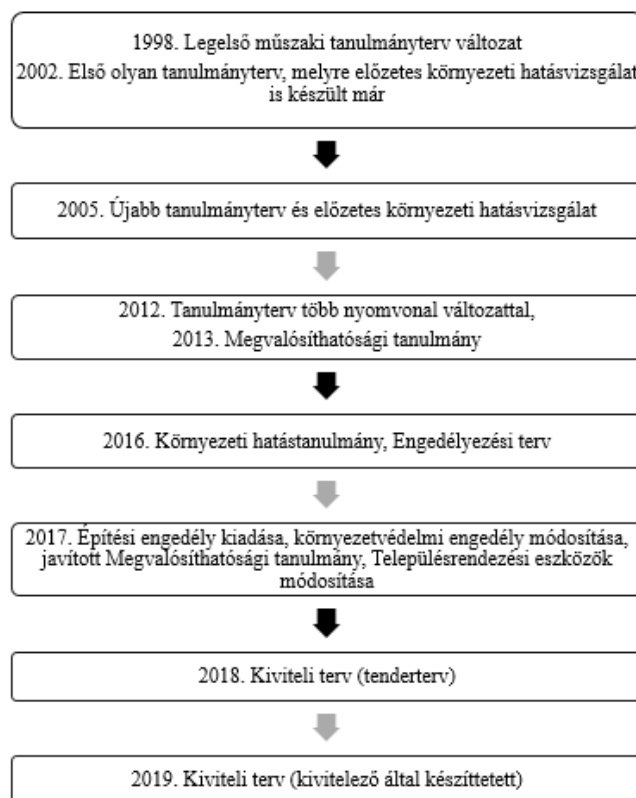 1998. Legelső műszaki tanulmányterv változat
2002. Első olyan tanulmányterv, melyre előzetes környezeti hatásvizsgálat
is készült már
2005. Újabb tanulmányterv és előzetes környezeti hatásvizsgálat
2012. Tanulmányterv több nyomvonal változattal,
2013. Megvalósíthatósági tanulmány
2016. Környezeti hatástanulmány, Engedélyezési terv
2017. Építési engedély kiadása, környezetvédelmi engedély módosítása,
javított Megvalósíthatósági tanulmány, Településrendezési eszközök
módosítása
2018. Kiviteli terv (tenderterv)
2019. Kiviteli terv (kivitelező által készíttetett)